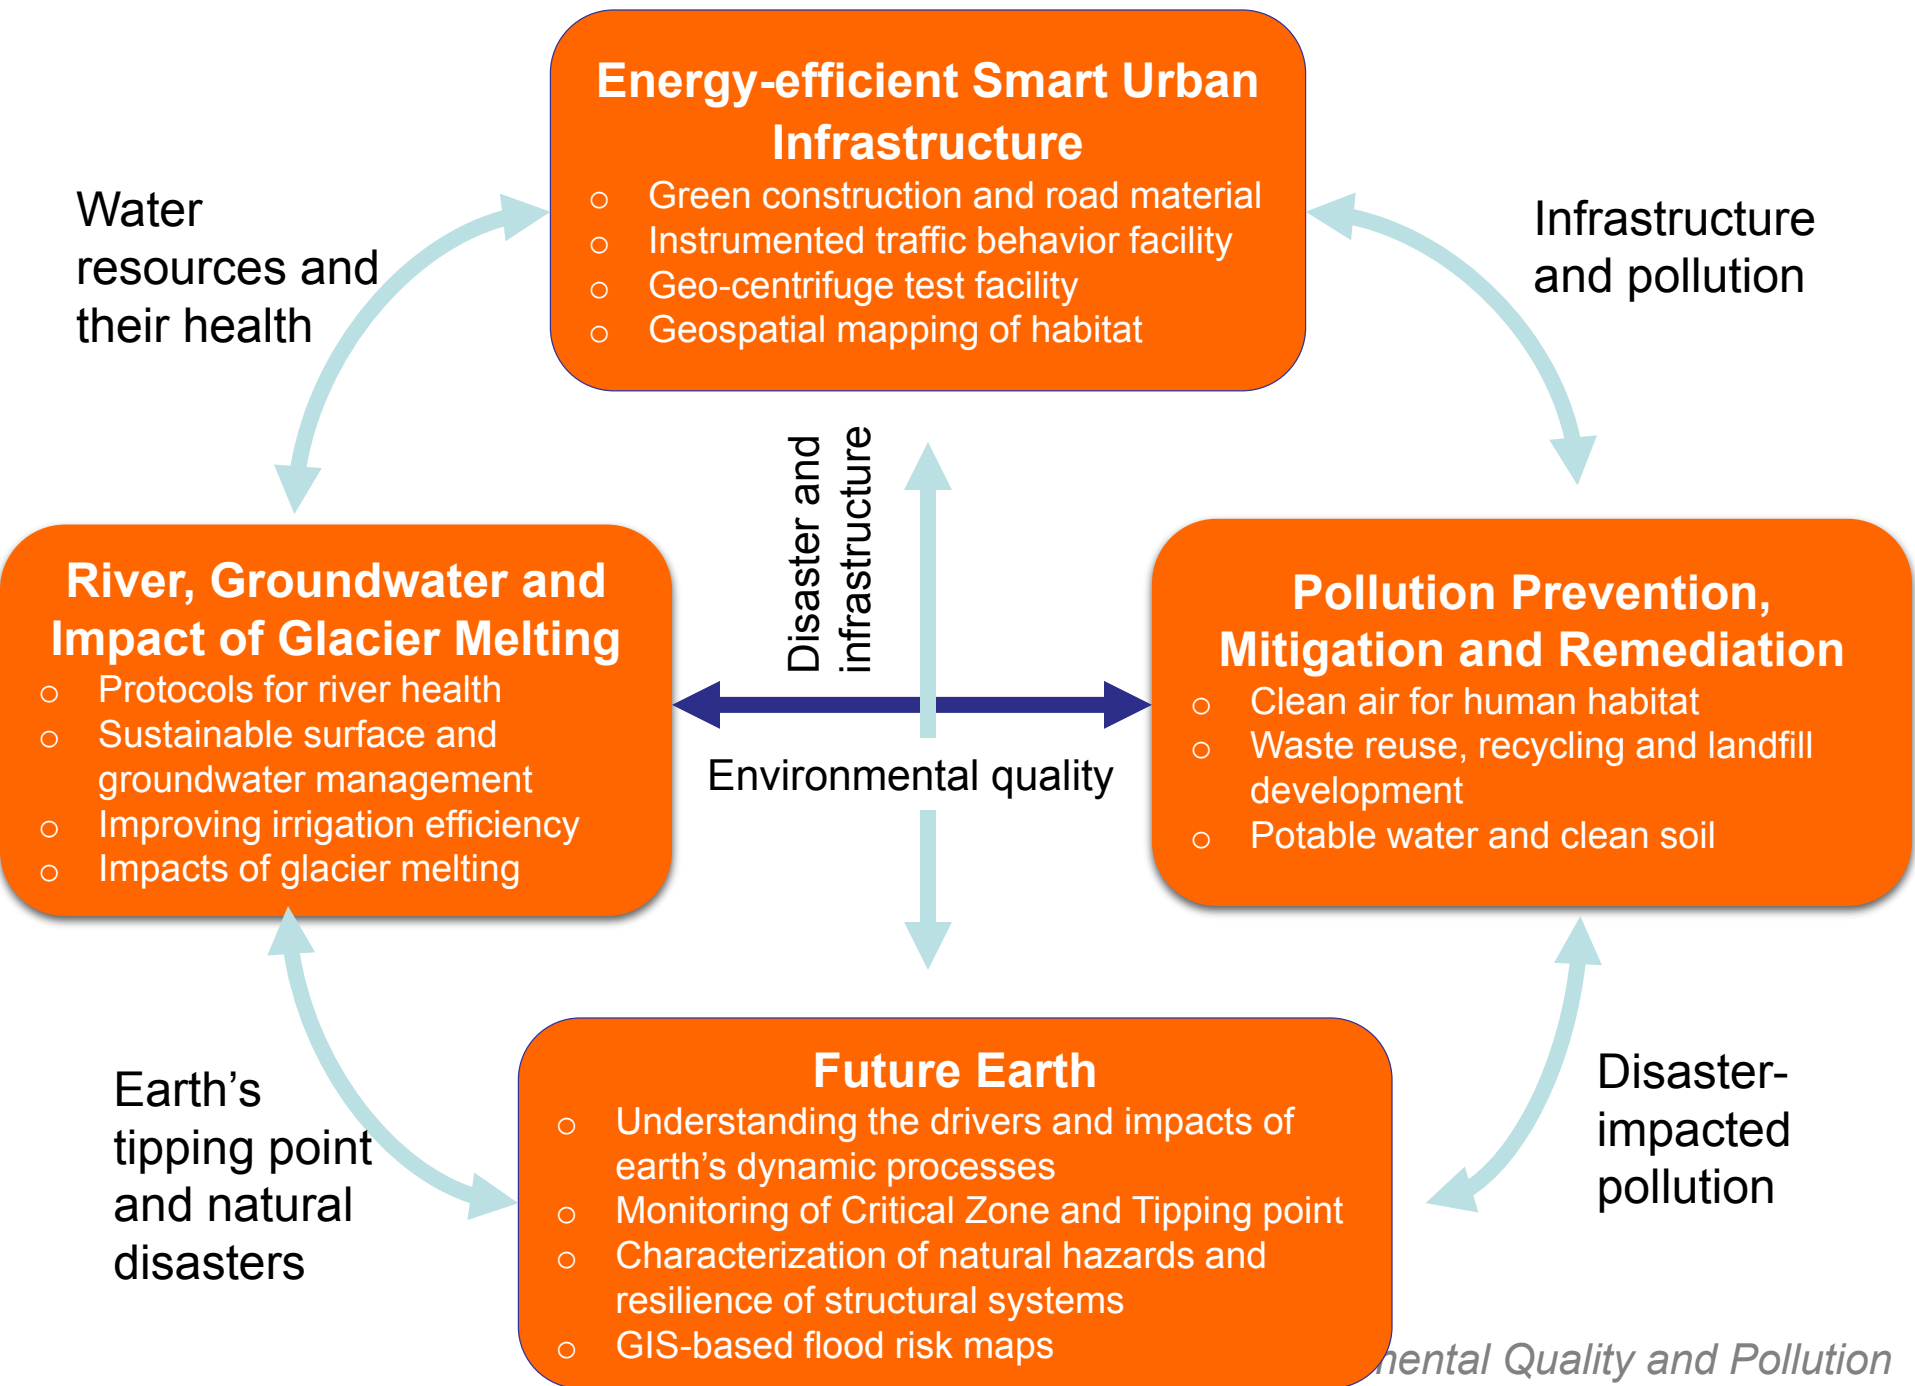 Energy-efficient Smart Urban
Infrastructure
o Green construction and road material
o Instrumented traffic behavior facility
o Geo-centrifuge test facility
o Geospatial mapping of habitat
Water
resources and
their health
Infrastructure
and pollution
Disaster and
infrastructure
River, Groundwater and
Impact of Glacier Melting
o Protocols for river health
o Sustainable surface and
groundwater management
o Improving irrigation efficiency
o Impacts of glacier melting
Environmental quality
Pollution Prevention,
Mitigation and Remediation
o Clean air for human habitat
o Waste reuse, recycling and landfill
development
o Potable water and clean soil
Earth’s
tipping point
and natural
disasters
Future Earth
o Understanding the drivers and impacts of
earth’s dynamic processes
o Monitoring of Critical Zone and Tipping point
o Characterization of natural hazards and
resilience of structural systems
o GIS-based flood risk maps
Disaster-
impacted
pollution
Quality and Pollution